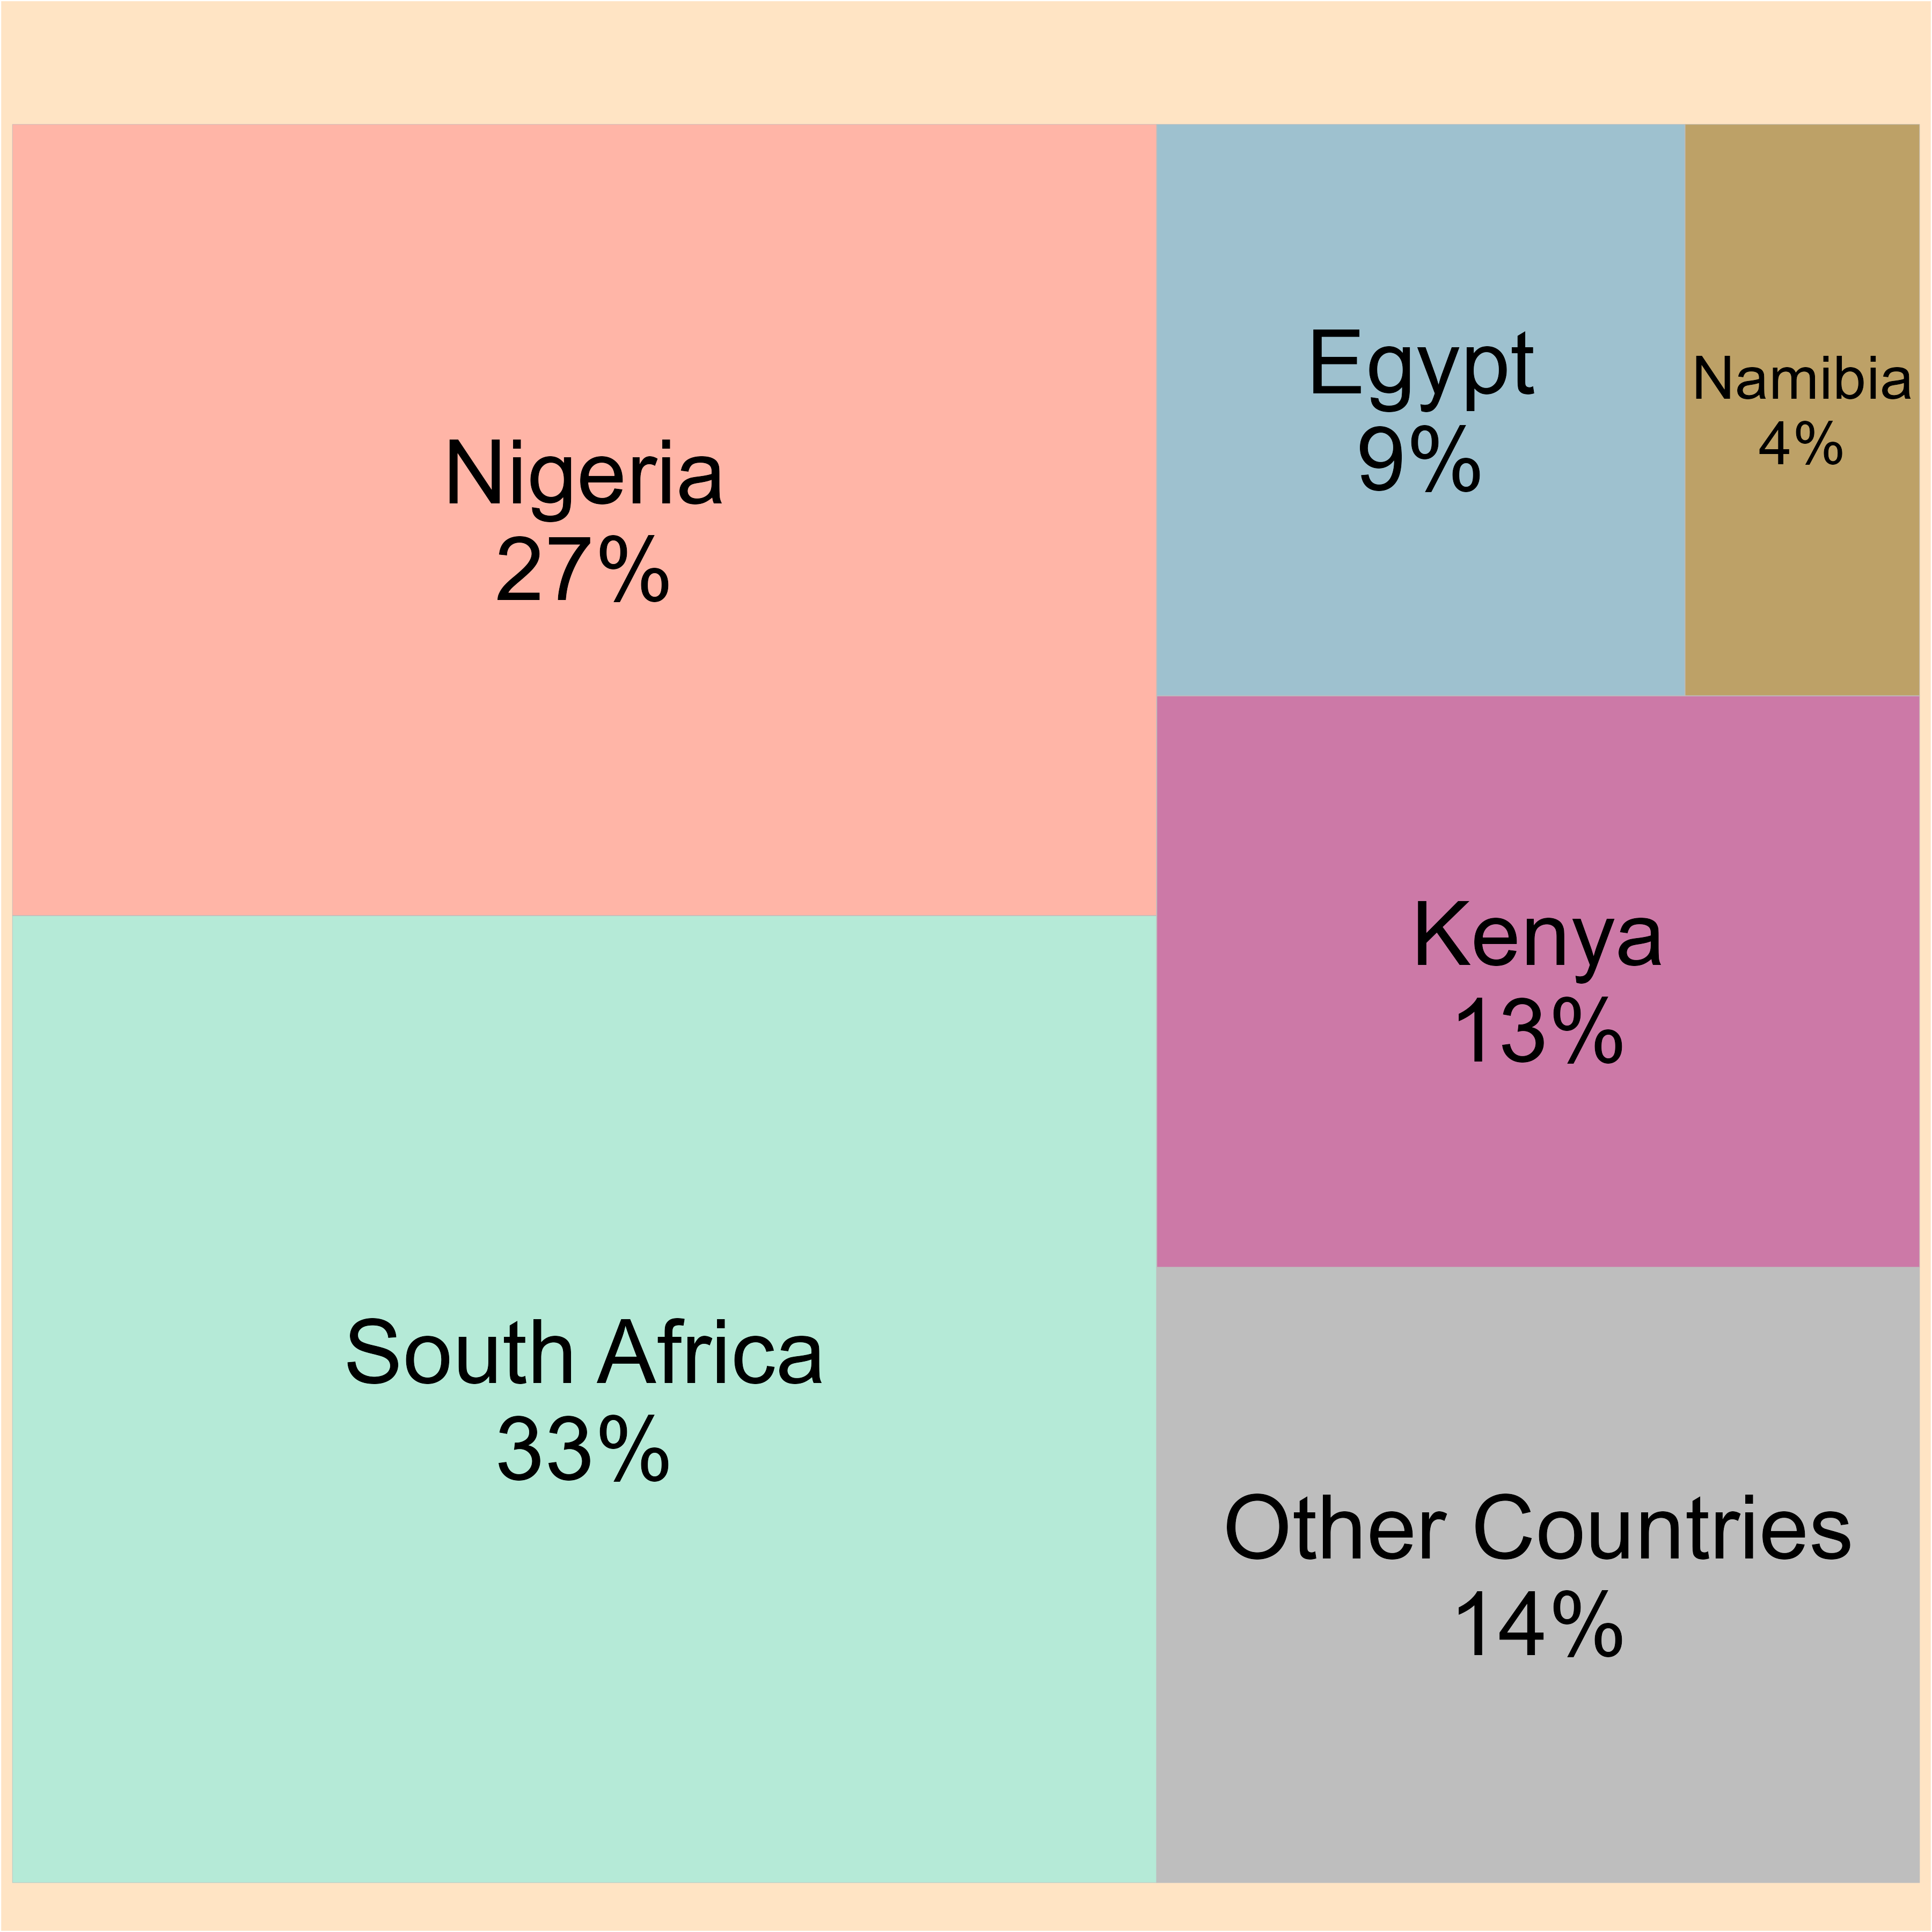 Nigeria
27%
Egypt
9%
Namibia
4%
Kenya
13%
South Africa
33%
Other Countries
14%